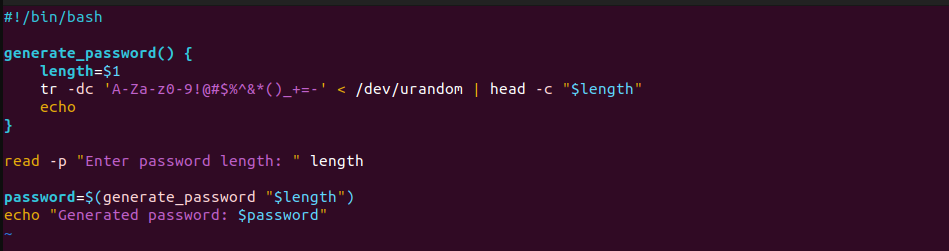 #!/bin/bash
generate_password() {
length=$1
tr -dc 'A-Za-z0-9!@#$%^&*()_+=-' < /dev/urandom | head -c "$length"
echo
}
read -p "Enter password length: " length
password=$(generate_password "$length")
echo "Generated password: $password"
~